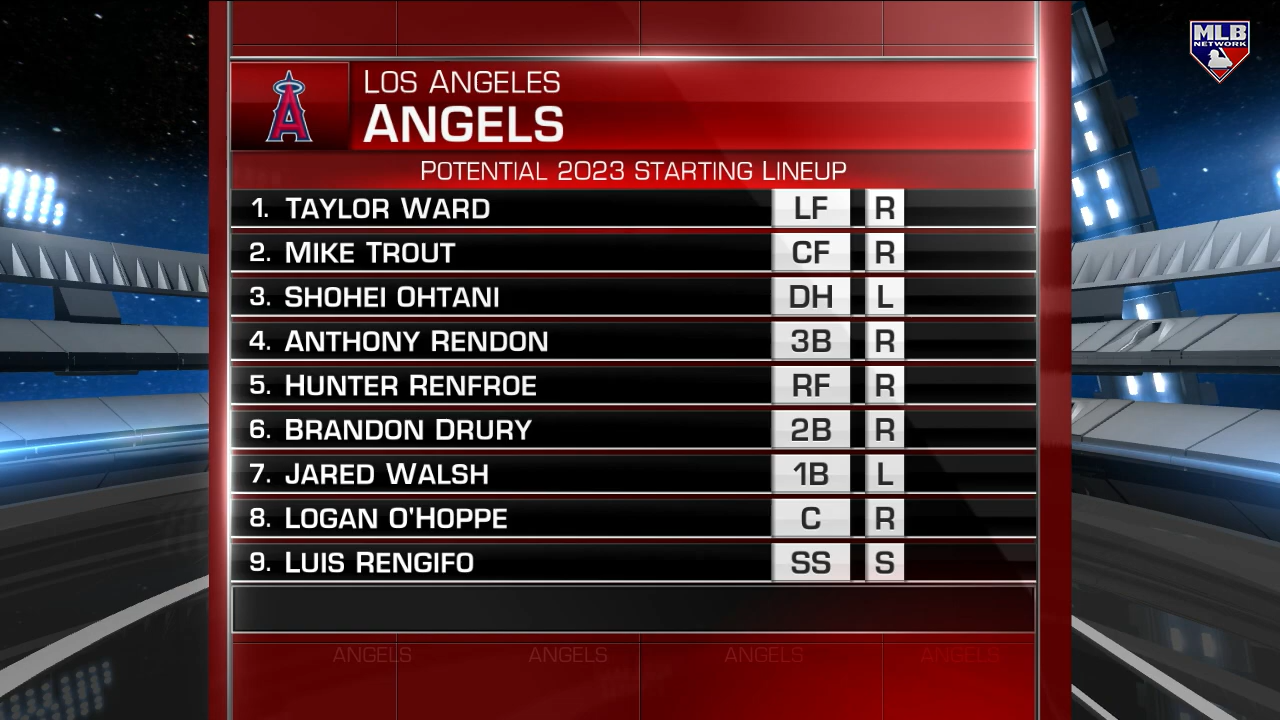 MLB
NETWORK
LOS ANGELES
ANGELS
POTENTIAL 2023 STARTING LINEUP
1. TAYLOR WARD LF R
2. MIKE TROUT CF R
3. SHOHEI OHTANI DH L
4. ANTHONY RENDON 3B R
5. HUNTER RENFROE RF R
6. BRANDON DRURY 2B R
7. JARED WALSH 1B L
8. LOGAN O'HOPPE C R
9. LUIS RENGIFO SS S
ANGELS ANGELS ANGELS ANGELS